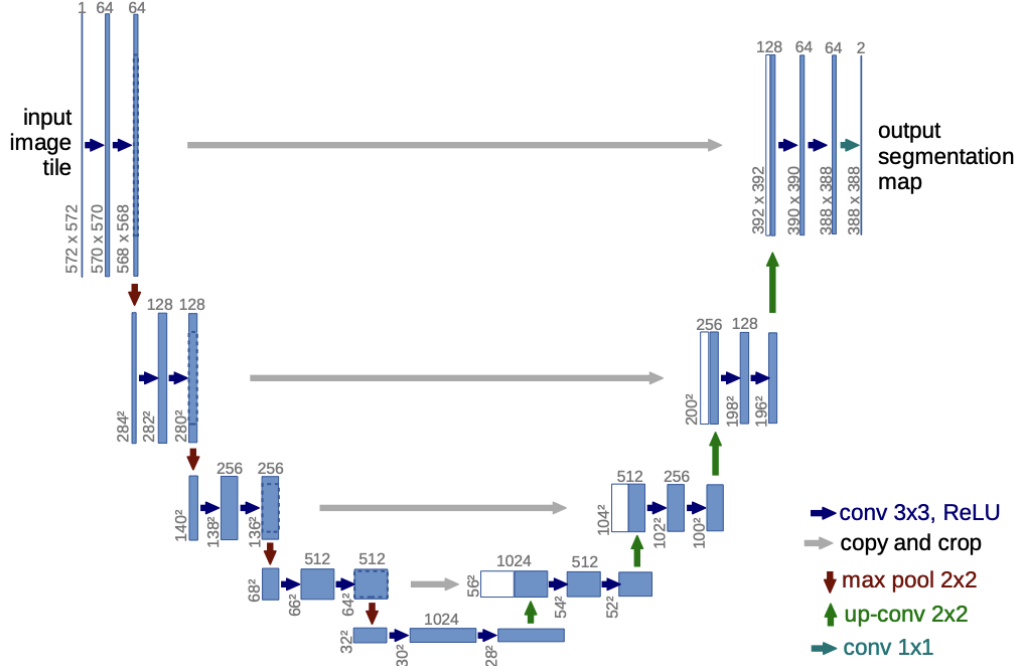 1 64 64
128 64 64 2
input
image
tile
output
segmentation
map
572 x 572
570 x 570
568 x 568
392 x 392
390 x 390
388 x 388
388 x 388
128 128
256 128
284²
282²
280²
200²
198²
196²
256 256
512 256
140²
138²
136²
104²
102²
100²
conv 3x3, ReLU
copy and crop
max pool 2x2
up-conv 2x2
conv 1x1
512 512
1024 512
68²
66²
64²
56²
54²
52²
1024
32²
30²
28²